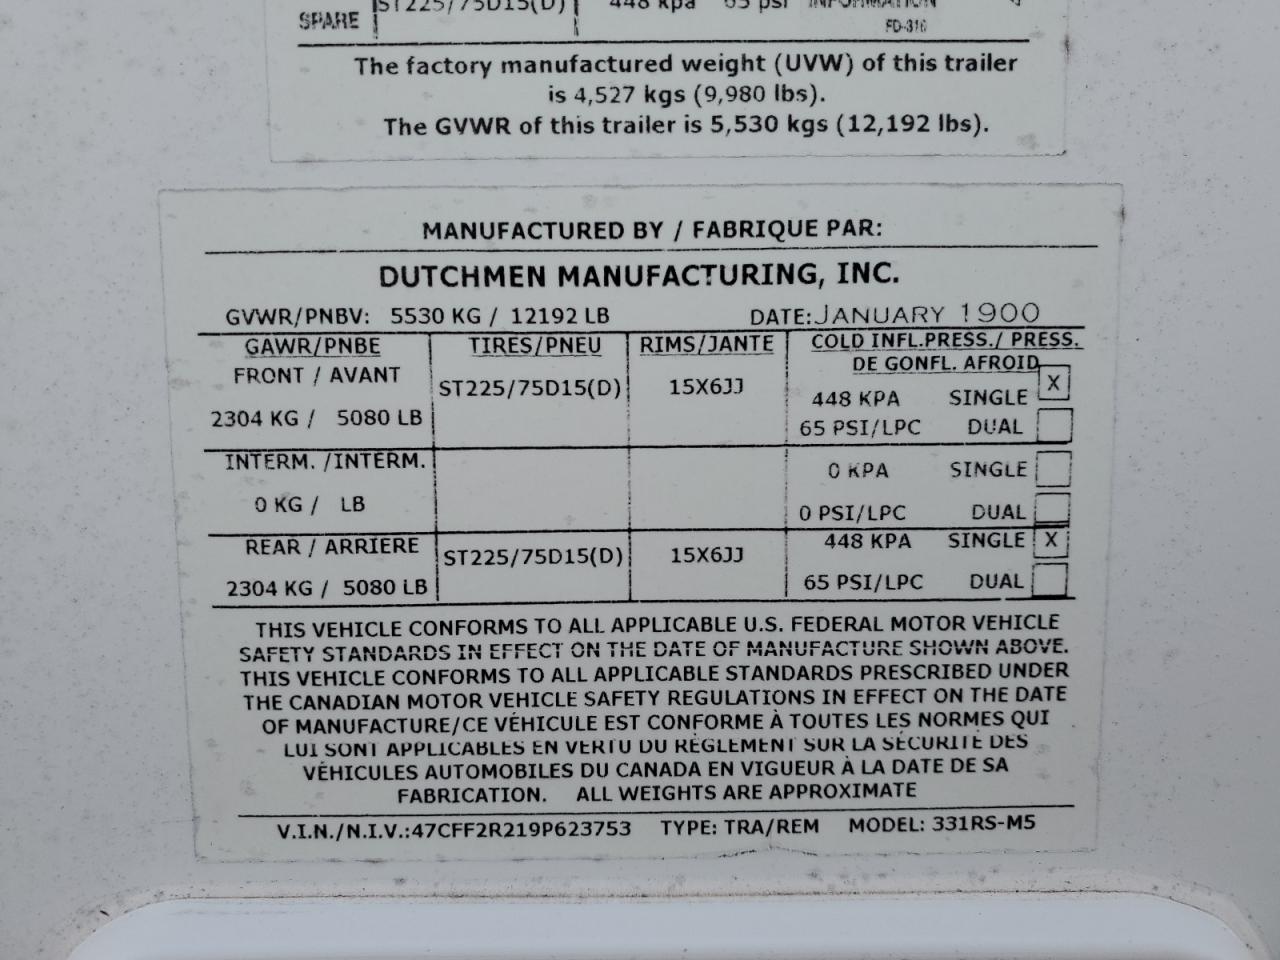 SPARE ST225/75D15(D) 448 kpa 65 psi INFORMATION
FD-316
The factory manufactured weight (UVW) of this trailer
is 4,527 kgs (9,980 lbs).
The GVWR of this trailer is 5,530 kgs (12,192 lbs).
MANUFACTURED BY / FABRIQUE PAR:
DUTCHMEN MANUFACTURING, INC.
GVWR/PNBV: 5530 KG / 12192 LB DATE:JANUARY 1900
GAWR/PNBE TIRES/PNEU RIMS/JANTE COLD INFL.PRESS./ PRESS.
DE GONFL. AFROID
FRONT / AVANT ST225/75D15(D) 15X6JJ 448 KPA SINGLE X
2304 KG / 5080 LB 65 PSI/LPC DUAL
INTERM. /INTERM. 0 KPA SINGLE
0 KG / LB 0 PSI/LPC DUAL
REAR / ARRIERE ST225/75D15(D) 15X6JJ 448 KPA SINGLE X
2304 KG / 5080 LB 65 PSI/LPC DUAL
THIS VEHICLE CONFORMS TO ALL APPLICABLE U.S. FEDERAL MOTOR VEHICLE
SAFETY STANDARDS IN EFFECT ON THE DATE OF MANUFACTURE SHOWN ABOVE.
THIS VEHICLE CONFORMS TO ALL APPLICABLE STANDARDS PRESCRIBED UNDER
THE CANADIAN MOTOR VEHICLE SAFETY REGULATIONS IN EFFECT ON THE DATE
OF MANUFACTURE/CE VÉHICULE EST CONFORME À TOUTES LES NORMES QUI
LUI SONT APPLICABLES EN VERTU DU RÈGLEMENT SUR LA SÉCURITÉ DES
VÉHICULES AUTOMOBILES DU CANADA EN VIGUEUR À LA DATE DE SA
FABRICATION. ALL WEIGHTS ARE APPROXIMATE
V.I.N./N.I.V.:47CFF2R219P623753 TYPE: TRA/REM MODEL: 331RS-M5